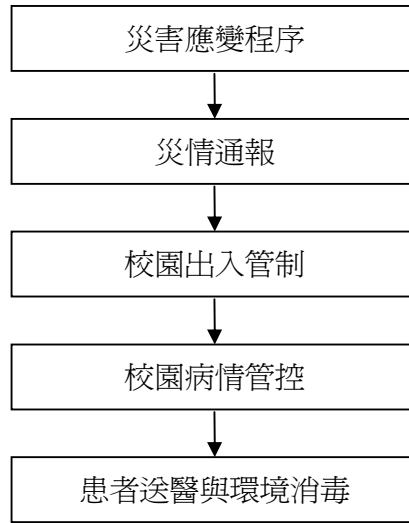 災害應變程序
災情通報
校園出入管制
校園病情管控
患者送醫與環境消毒